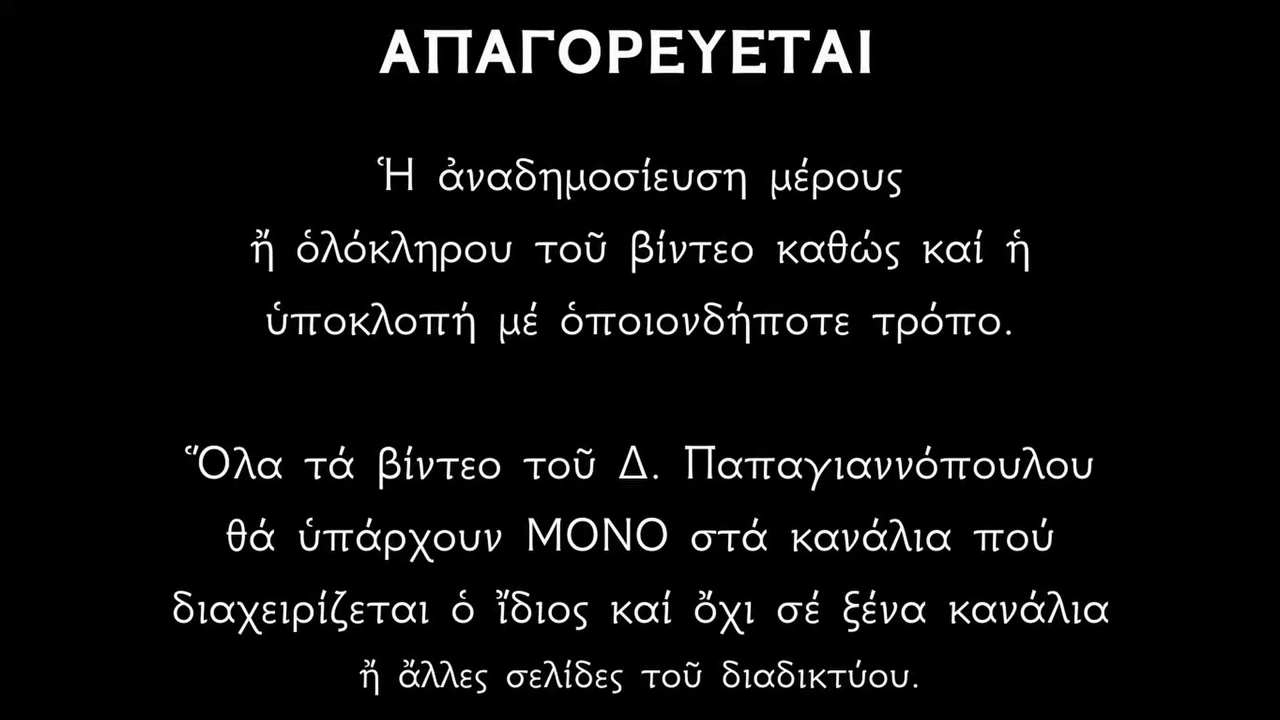 ΑΠΑΓΟΡΕΥΕΤΑΙ
Ἡ ἀναδημοσίευση μέρους
ἤ ὁλόκληρου τοῦ βίντεο καθώς καί ἡ
ὑποκλοπή μέ ὁποιονδήποτε τρόπο.
Ὅλα τά βίντεο τοῦ Δ. Παπαγιαννόπουλου
θά ὑπάρχουν ΜΟΝΟ στά κανάλια πού
διαχειρίζεται ὁ ἴδιος καί ὄχι σέ ξένα κανάλια
ἤ ἄλλες σελίδες τοῦ διαδικτύου.